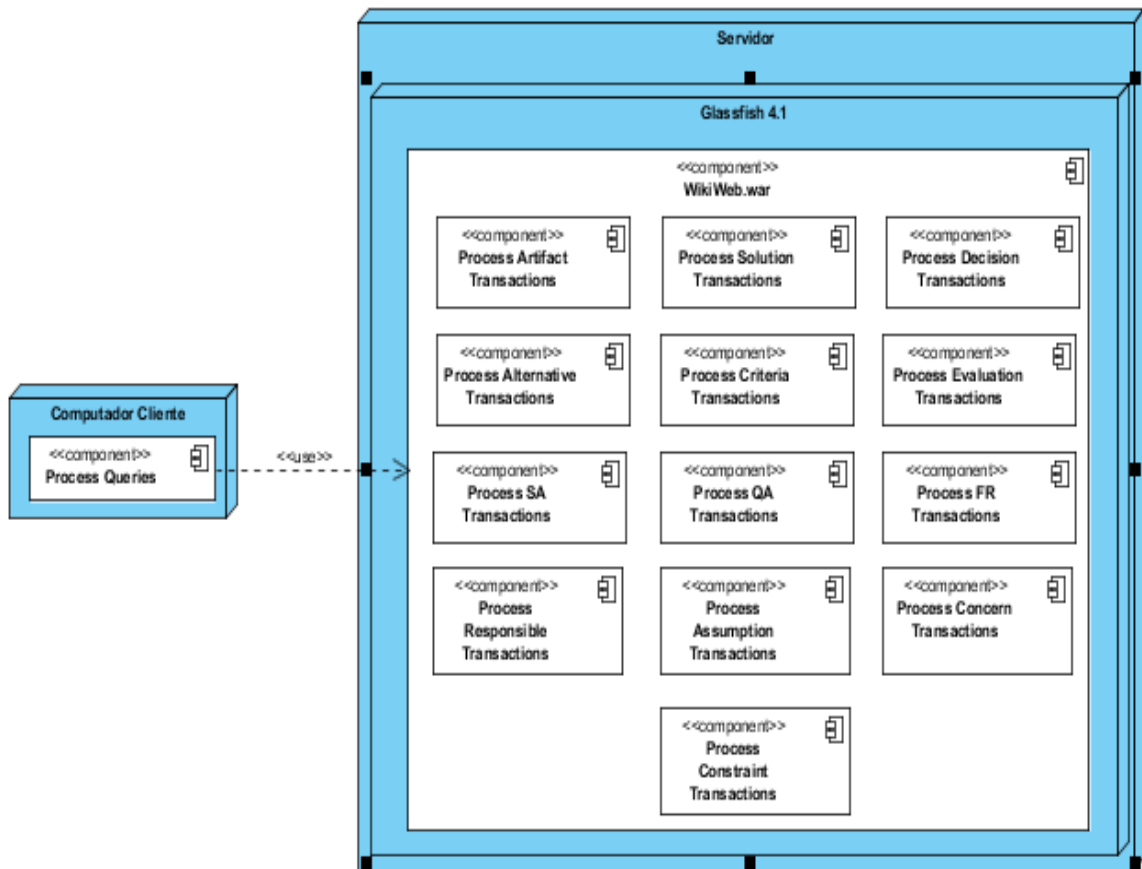 Servidor
Glassfish 4.1
<<component>>
WikiWeb.war
<<component>>
Process Artifact
Transactions
<<component>>
Process Solution
Transactions
<<component>>
Process Decision
Transactions
<<component>>
Process Alternative
Transactions
<<component>>
Process Criteria
Transactions
<<component>>
Process Evaluation
Transactions
Computador Cliente
<<component>>
Process Queries
<<use>>
<<component>>
Process SA
Transactions
<<component>>
Process QA
Transactions
<<component>>
Process FR
Transactions
<<component>>
Process
Responsible
Transactions
<<component>>
Process
Assumption
Transactions
<<component>>
Process Concern
Transactions
<<component>>
Process
Constraint
Transactions